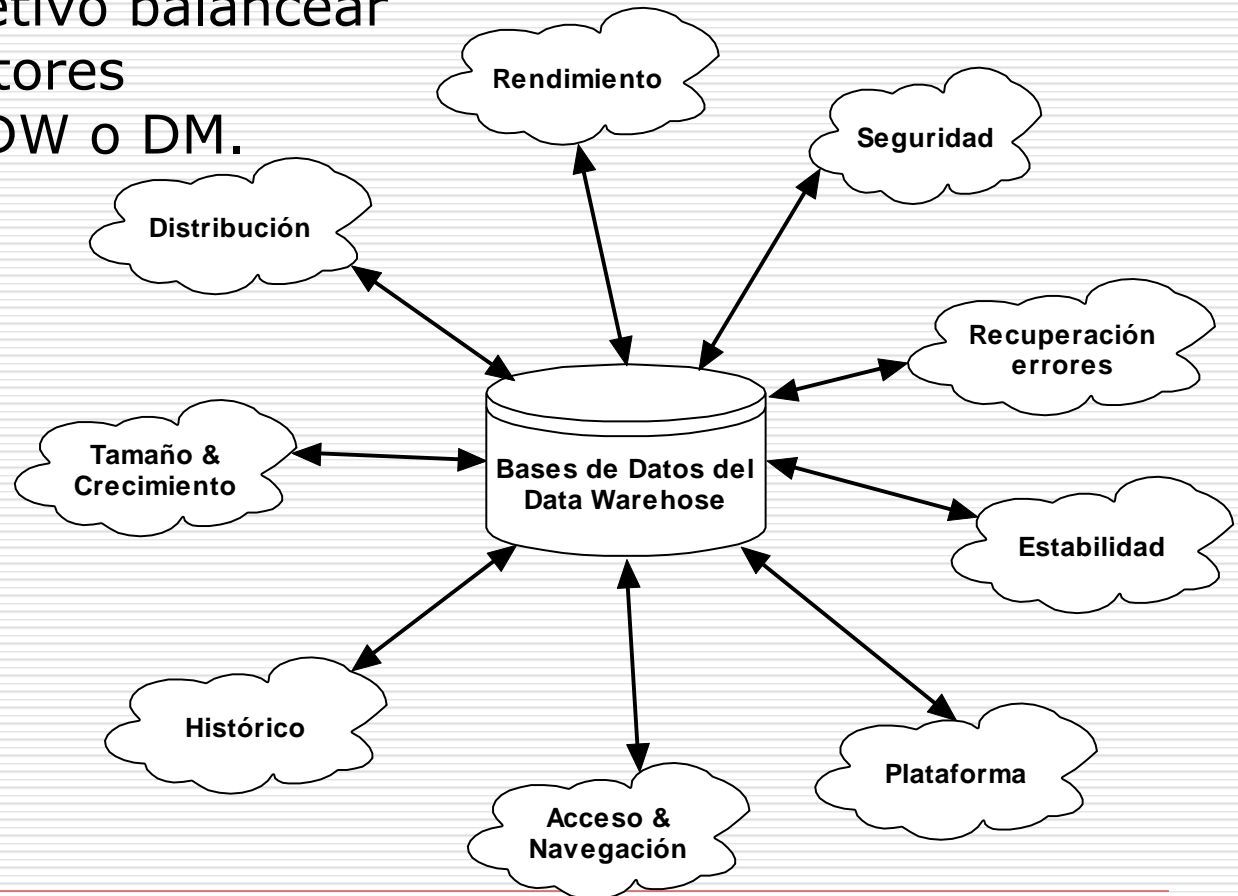 balancear
tores
DW o DM.
Rendimiento
Seguridad
Distribución
Recuperación
errores
Tamaño &
Crecimiento
Bases de Datos del
Data Warehose
Estabilidad
Histórico
Plataforma
Acceso &
Navegación